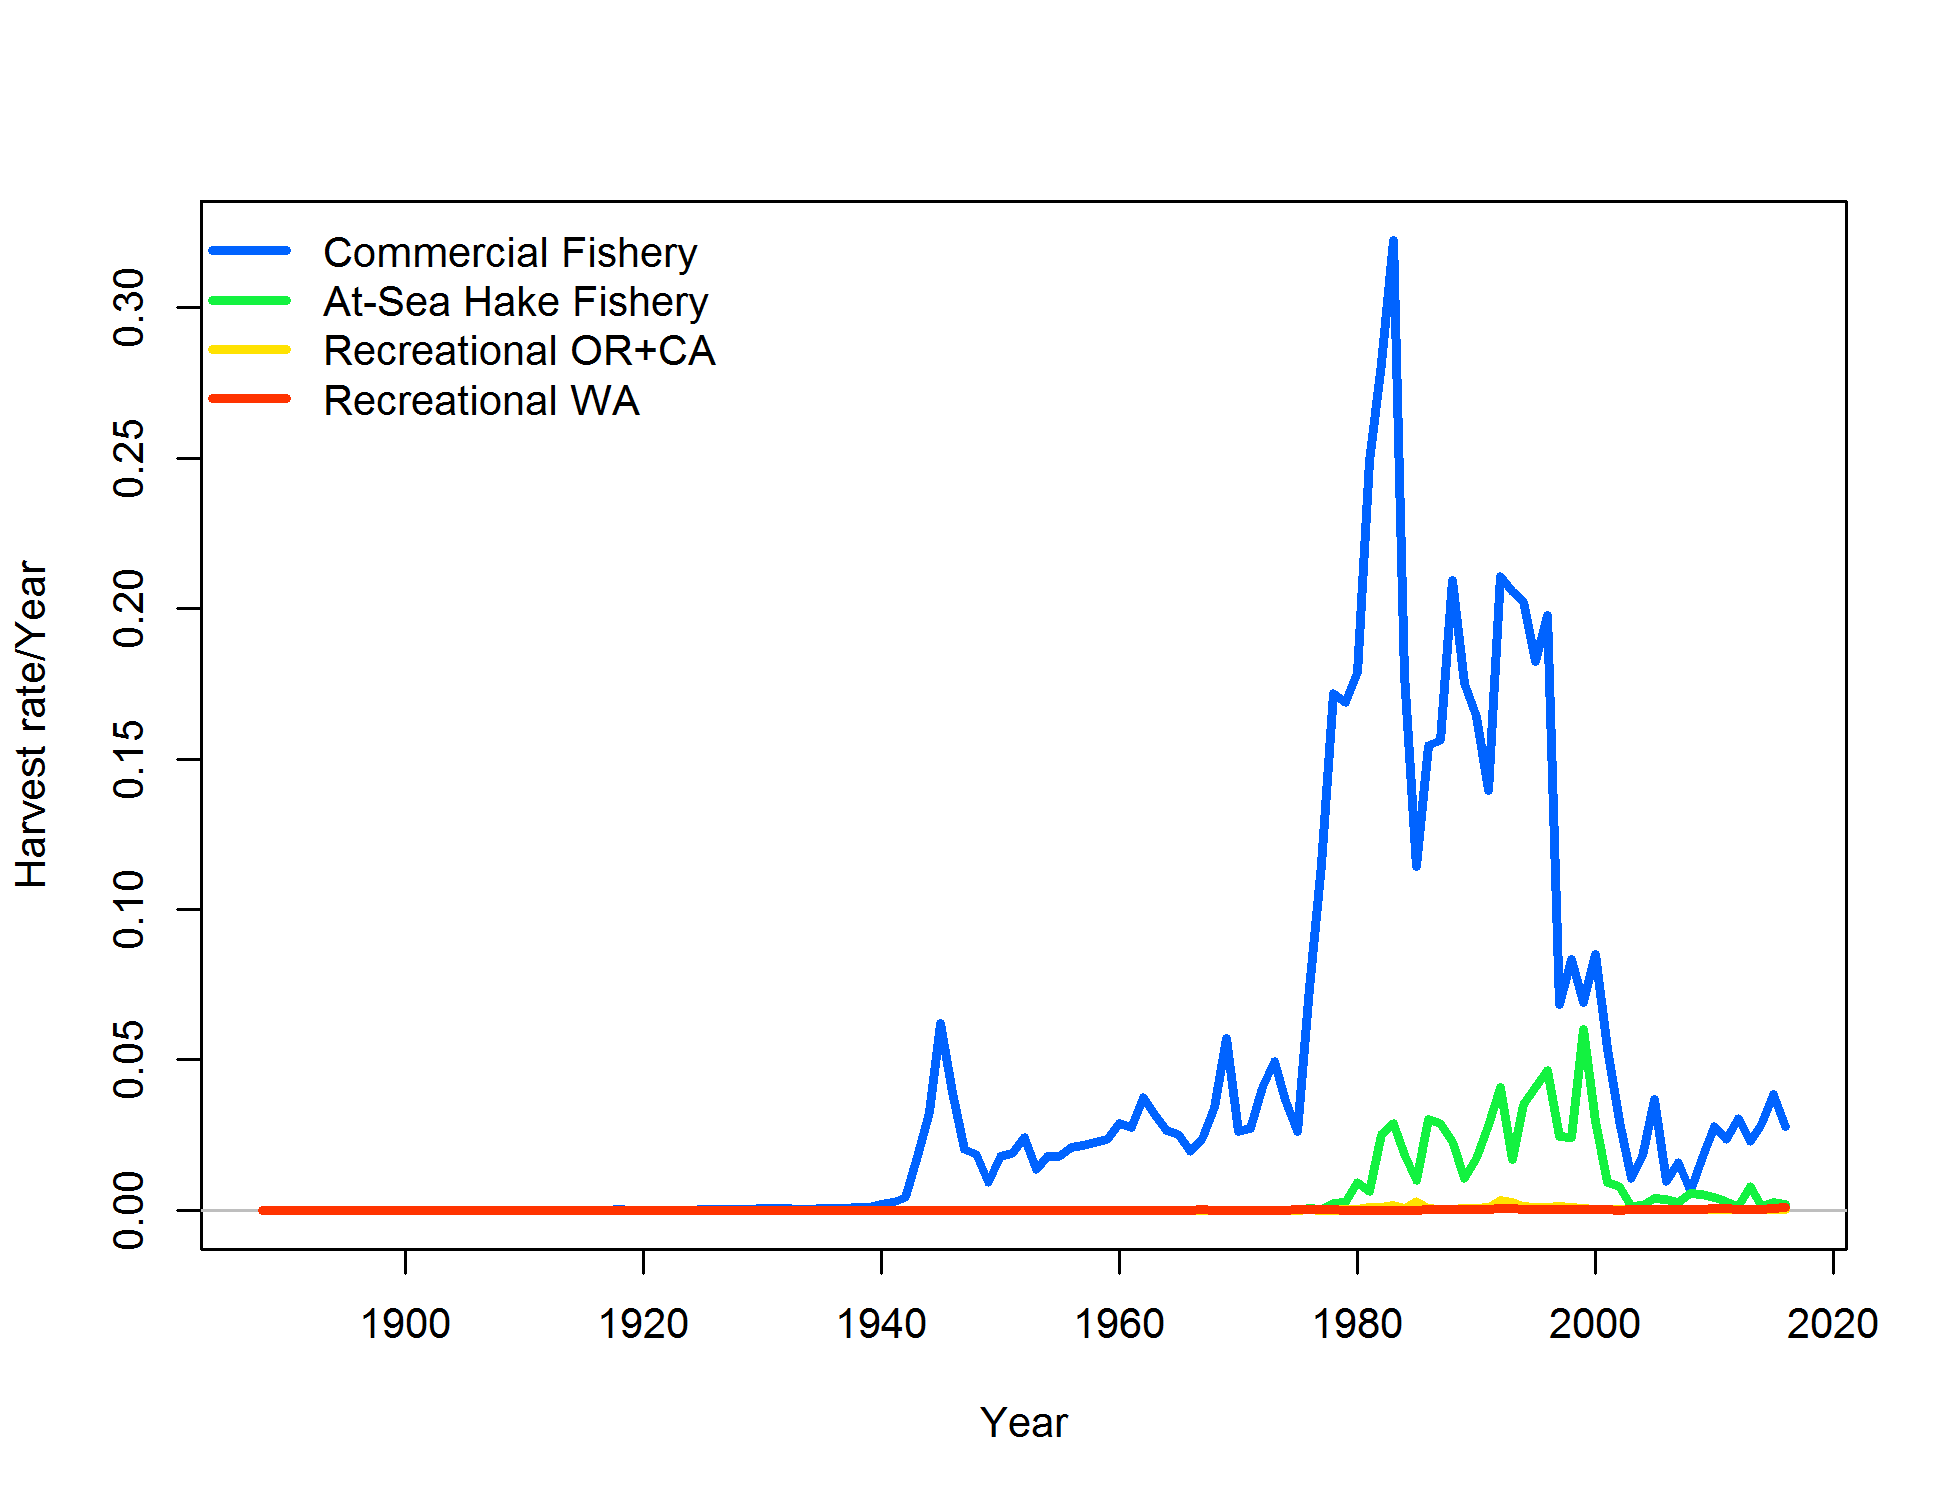 Commercial Fishery
At-Sea Hake Fishery
Recreational OR+CA
Recreational WA
Harvest rate/Year
0.30
0.25
0.20
0.15
0.10
0.05
0.00
1900 1920 1940 1960 1980 2000 2020
Year